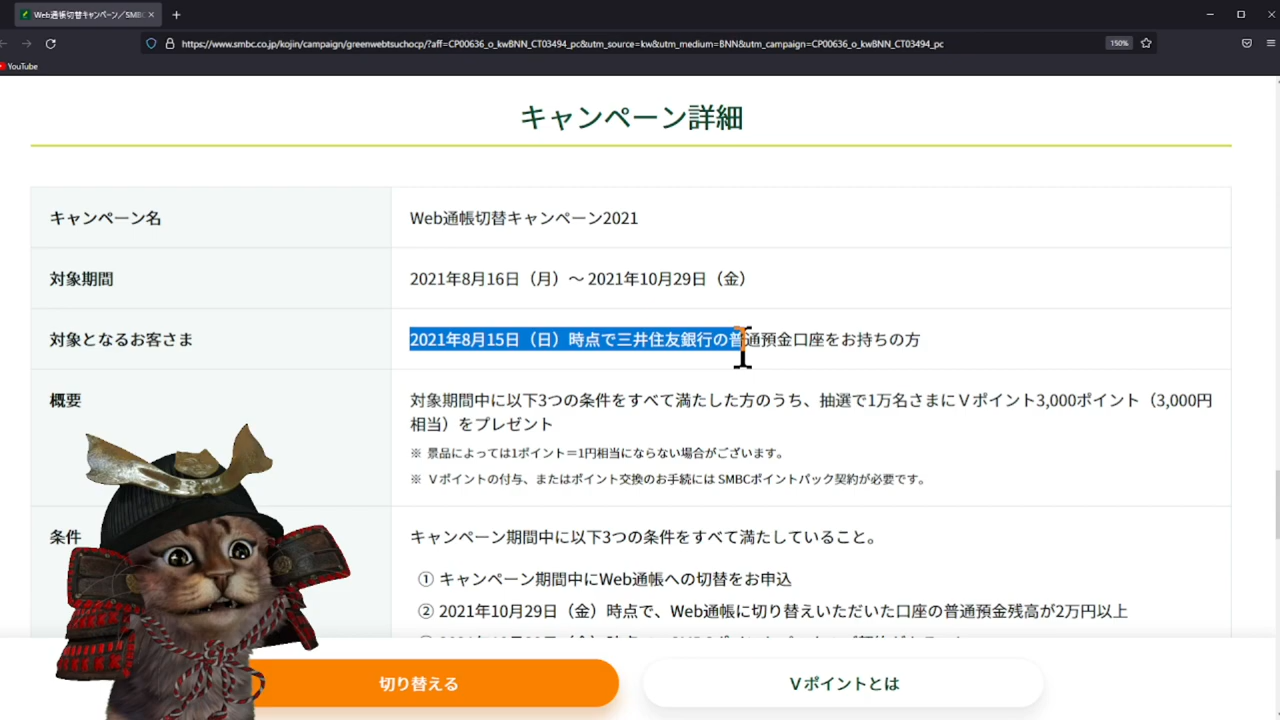 Web通帳切替キャンペーン／SMBC
https://www.smbc.co.jp/kojin/campaign/greenwebtsuchocp/?aff=CP00636_o_kwBNN_CT03494_pc&utm_source=kw&utm_medium=BNN&utm_campaign=CP00636_o_kwBNN_CT03494_pc
150%
YouTube
キャンペーン詳細
キャンペーン名
Web通帳切替キャンペーン2021
対象期間
2021年8月16日（月）～ 2021年10月29日（金）
対象となるお客さま
2021年8月15日（日）時点で三井住友銀行の普通預金口座をお持ちの方
概要
対象期間中に以下3つの条件をすべて満たした方のうち、抽選で1万名さまにＶポイント3,000ポイント（3,000円
相当）をプレゼント
※ 景品によっては1ポイント＝1円相当にならない場合がございます。
※ Ｖポイントの付与、またはポイント交換のお手続には SMBCポイントパック契約が必要です。
条件
キャンペーン期間中に以下3つの条件をすべて満たしていること。
① キャンペーン期間中にWeb通帳への切替をお申込
② 2021年10月29日（金）時点で、Web通帳に切り替えいただいた口座の普通預金残高が2万円以上
切り替える
Ｖポイントとは